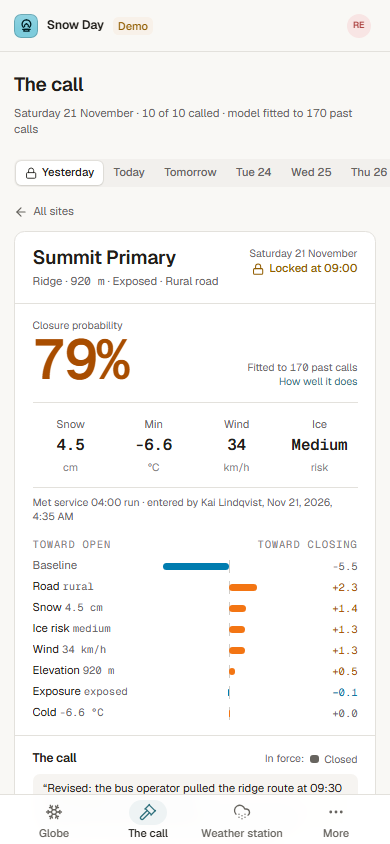 Snow Day Demo RE
The call
Saturday 21 November · 10 of 10 called · model fitted to 170 past
calls
Yesterday Today Tomorrow Tue 24 Wed 25 Thu 26
All sites
Summit Primary
Saturday 21 November
Ridge · 920 m · Exposed · Rural road
Locked at 09:00
Closure probability
79%
Fitted to 170 past calls
How well it does
Snow Min Wind Ice
4.5 -6.6 34 Medium
cm °C km/h risk
Met service 04:00 run · entered by Kai Lindqvist, Nov 21, 2026,
4:35 AM
TOWARD OPEN TOWARD CLOSING
Baseline -5.5
Road rural +2.3
Snow 4.5 cm +1.4
Ice risk medium +1.3
Wind 34 km/h +1.3
Elevation 920 m +0.5
Exposure exposed -0.1
Cold -6.6 °C +0.0
The call In force: Closed
“Revised: the bus operator pulled the ridge route at 09:30
Globe The call Weather station More